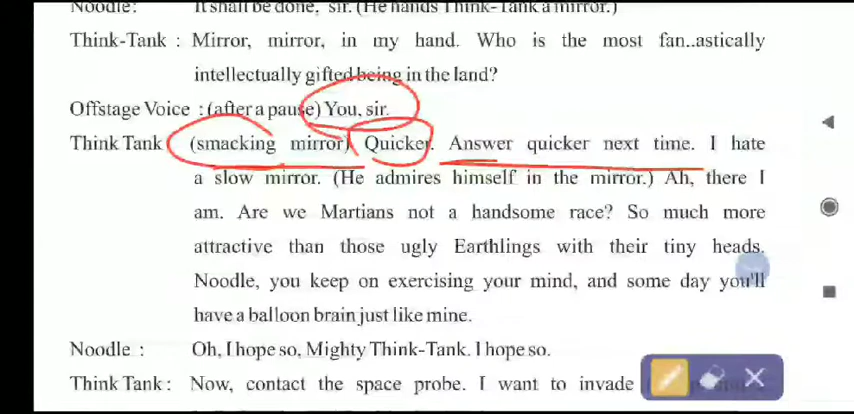 Noodle: It shall be done, sir. (He hands Think-Tank a mirror.)
Think-Tank : Mirror, mirror, in my hand. Who is the most fan..astically
intellectually gifted being in the land?
Offstage Voice : (after a pause) You, sir.
Think Tank (smacking mirror) Quicker. Answer quicker next time. I hate
a slow mirror. (He admires himself in the mirror.) Ah, there I
am. Are we Martians not a handsome race? So much more
attractive than those ugly Earthlings with their tiny heads.
Noodle, you keep on exercising your mind, and some day you'll
have a balloon brain just like mine.
Noodle : Oh, I hope so, Mighty Think-Tank. I hope so.
Think Tank : Now, contact the space probe. I want to invade